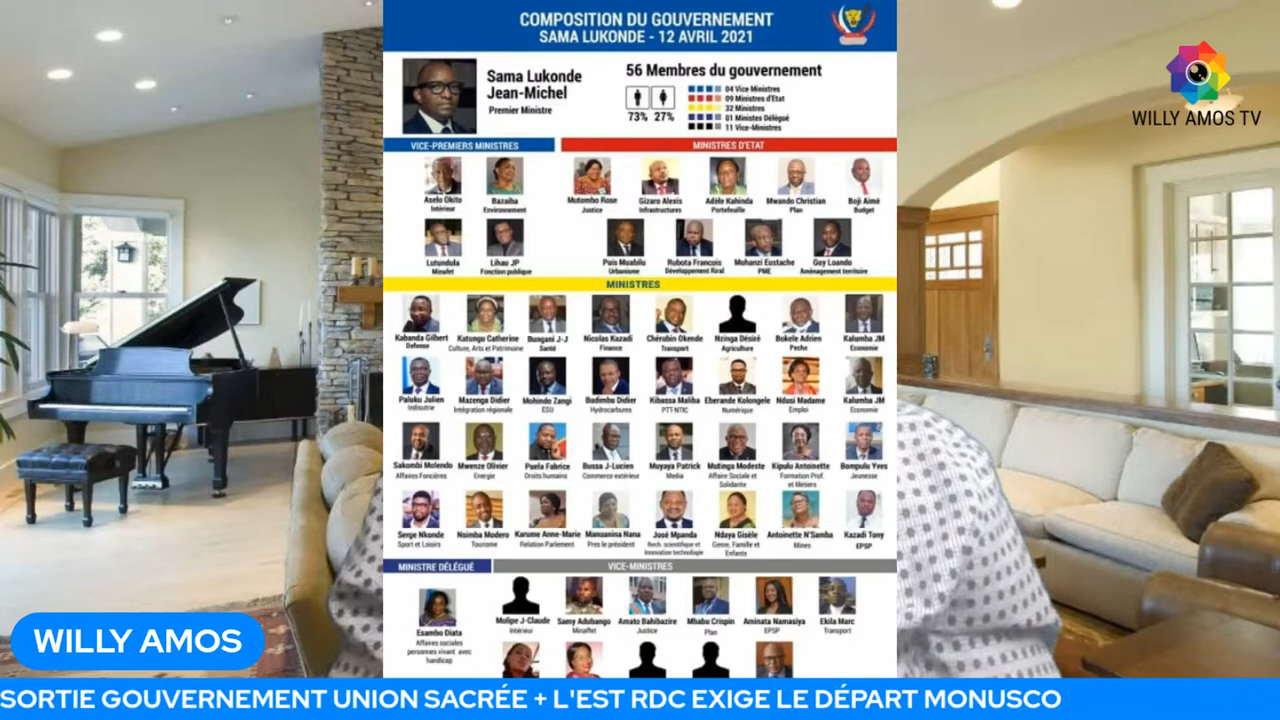 COMPOSITION DU GOUVERNEMENT
SAMA LUKONDE - 12 AVRIL 2021
WILLY AMOS TV
Sama Lukonde
Jean-Michel
Premier Ministre
56 Membres du gouvernement
73% 27%
04 Vice Ministres
09 Ministres d'Etat
32 Ministres
01 Ministes Délégué
11 Vice-Ministres
VICE-PREMIERS MINISTRES
MINISTRES D'ETAT
Aselo Okito Bazaiba Mutombo Rose Gizaro Alexis Adèle Kahinda Mwando Christian Boji Aimé
Intérieur Environnement Justice Infrastructures Portefeuille Plan Budget
Lutundula Lihau JP Puis Muabilu Rubota Francois Muhanzi Eustache Guy Loando
Minafet Fonction publique Urbanisme Développement Riral PME Aménagement territoire
MINISTRES
Kabanda Gilbert Katungu Catherine Bungani J-J Nicolas Kazadi Chérubin Okende Nzinga Désiré Bokele Adrien Kalumba JM
Defense Culture, Arts et Patrimoine Santé Finance Transport Agriculture Peche Economie
Paluku Julien Mazenga Didier Mohindo Zangi Budimbu Didier Kibassa Maliba Eberande Kolongele Ndusi Madame Kalumba JM
Indisutrie Intégration régionale ESU Hydrocarbures PTT-NTIC Numérique Emploi Economie
Sakombi Molendo Mwenze Olivier Puela Fabrice Bussa J-Lucien Muyaya Patrick Mutinga Modeste Kipulu Antoinette Bompulu Yves
Affaires Foncières Energie Droits humains Commerce extérieur Média Affaire Sociale et Formation Prof. Jeunesse
Solidante et Métiers
Serge Nkonde Nsimba Modero Karume Anne-Marie Manuanina Nana José Mpanda Ndaya Gisèle Antoinette N'Samba Kazadi Tony
Sport et Loisirs Tourisme Relation Parlement Pres le président Rech. scientifique et Genre, Famille et Mines EPSP
Innovation technologie Enfants
MINISTRE DÉLÉGUÉ
VICE-MINISTRES
Esambo Diata
Affaires sociales
personnes vivant avec
handicap
Mulipe J-Claude Samy Adubango Amato Bahibazire Mbabu Crispin Aminata Namasiya Ekila Marc
Intérieur Minaffet Justice Plan EPSP Transport
WILLY AMOS
SORTIE GOUVERNEMENT UNION SACRÉE + L'EST RDC EXIGE LE DÉPART MONUSCO